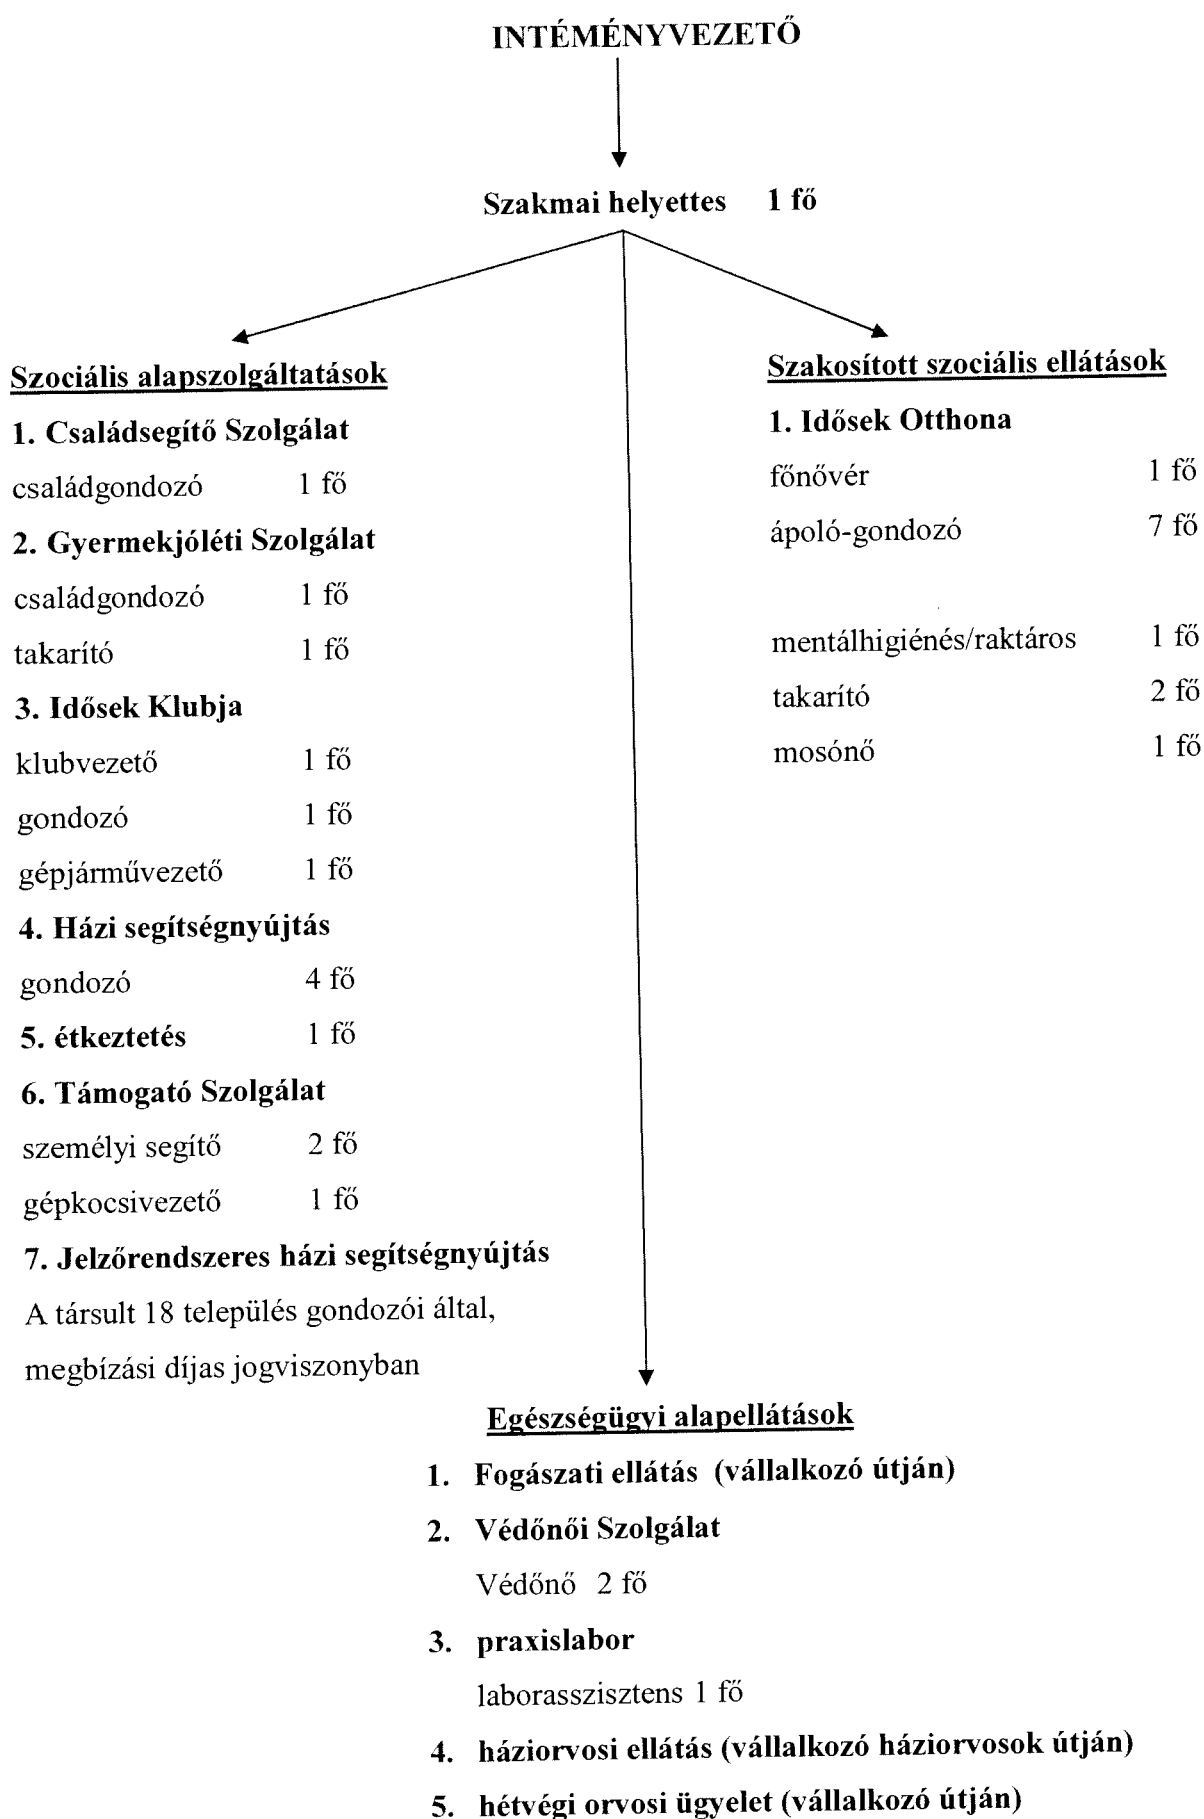 INTÉMÉNYVEZETŐ
Szakmai helyettes 1 fő
Szociális alapszolgáltatások
1. Családsegítő Szolgálat
családgondozó 1 fő
2. Gyermekjóléti Szolgálat
családgondozó 1 fő
takarító 1 fő
3. Idősek Klubja
klubvezető 1 fő
gondozó 1 fő
gépjárművezető 1 fő
4. Házi segítségnyújtás
gondozó 4 fő
5. étkeztetés 1 fő
6. Támogató Szolgálat
személyi segítő 2 fő
gépkocsivezető 1 fő
7. Jelzőrendszeres házi segítségnyújtás
A társult 18 település gondozói által,
megbízási díjas jogviszonyban
Szakosított szociális ellátások
1. Idősek Otthona
főnővér 1 fő
ápoló-gondozó 7 fő
mentálhigiénés/raktáros 1 fő
takarító 2 fő
mosónő 1 fő
Egészségügyi alapellátások
1. Fogászati ellátás (vállalkozó útján)
2. Védőnői Szolgálat
Védőnő 2 fő
3. praxislabor
laborasszisztens 1 fő
4. háziorvosi ellátás (vállalkozó háziorvosok útján)
5. hétvégi orvosi ügyelet (vállalkozó útján)